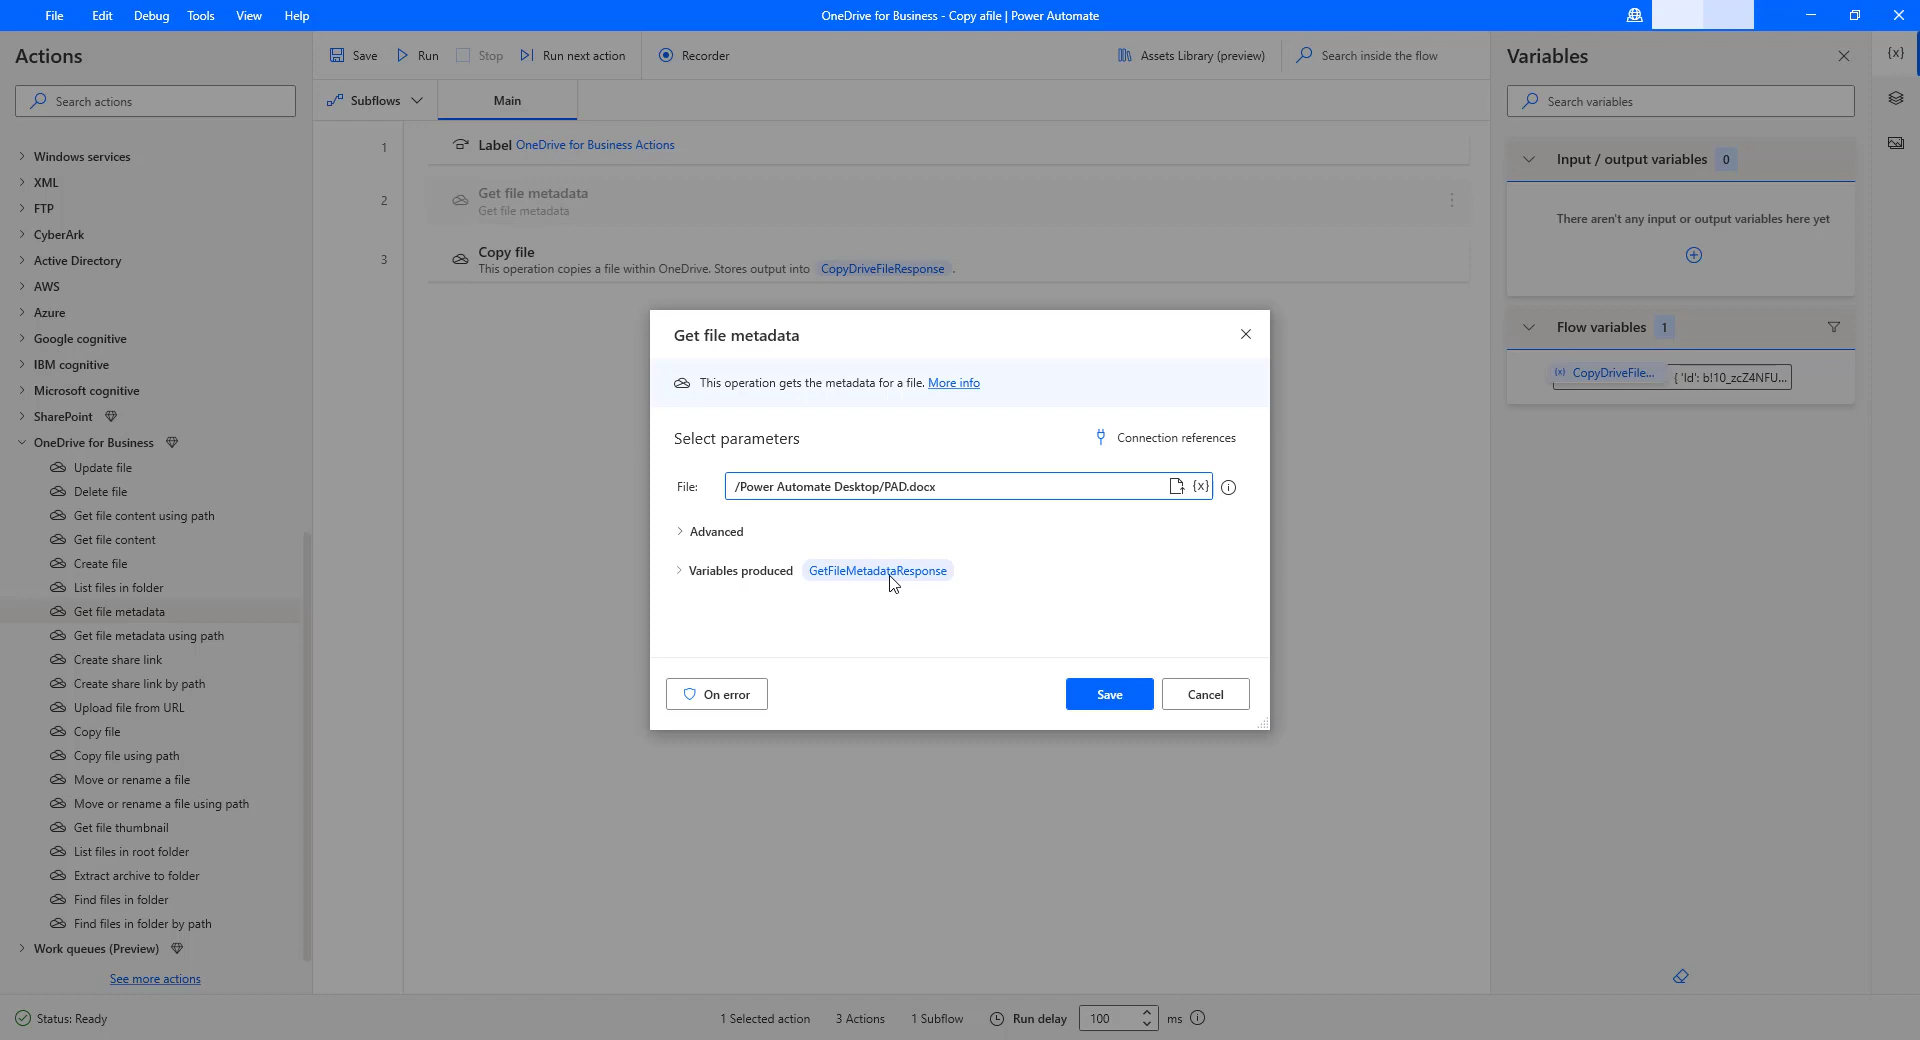 File Edit Debug Tools View Help
OneDrive for Business - Copy afile | Power Automate
Actions
Search actions
Windows services
XML
FTP
CyberArk
Active Directory
AWS
Azure
Google cognitive
IBM cognitive
Microsoft cognitive
SharePoint
OneDrive for Business
Update file
Delete file
Get file content using path
Get file content
Create file
List files in folder
Get file metadata
Get file metadata using path
Create share link
Create share link by path
Upload file from URL
Copy file
Copy file using path
Move or rename a file
Move or rename a file using path
Get file thumbnail
List files in root folder
Extract archive to folder
Find files in folder
Find files in folder by path
Work queues (Preview)
See more actions
Save Run Stop Run next action Recorder
Assets Library (preview) Search inside the flow
Subflows Main
1 Label OneDrive for Business Actions
2 Get file metadata
Get file metadata
3 Copy file
This operation copies a file within OneDrive. Stores output into CopyDriveFileResponse .
Get file metadata
This operation gets the metadata for a file. More info
Select parameters Connection references
File: /Power Automate Desktop/PAD.docx {x}
Advanced
Variables produced GetFileMetadataResponse
On error Save Cancel
Variables {x}
Search variables
Input / output variables 0
There aren't any input or output variables here yet
Flow variables 1
(x) CopyDriveFile... { 'Id': b!10_zcZ4NFU...
Status: Ready 1 Selected action 3 Actions 1 Subflow Run delay 100 ms